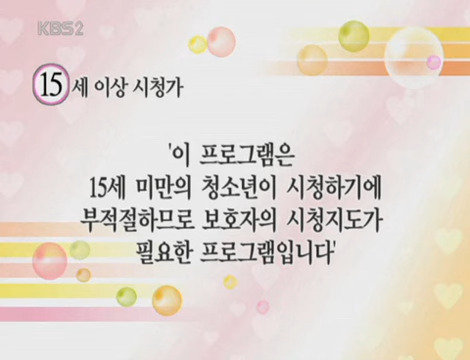 KBS2
15세 이상 시청가
'이 프로그램은
15세 미만의 청소년이 시청하기에
부적절하므로 보호자의 시청지도가
필요한 프로그램입니다'